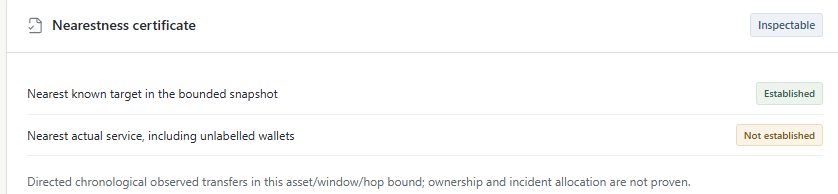 Nearestness certificate
Inspectable
Nearest known target in the bounded snapshot
Established
Nearest actual service, including unlabelled wallets
Not established
Directed chronological observed transfers in this asset/window/hop bound; ownership and incident allocation are not proven.